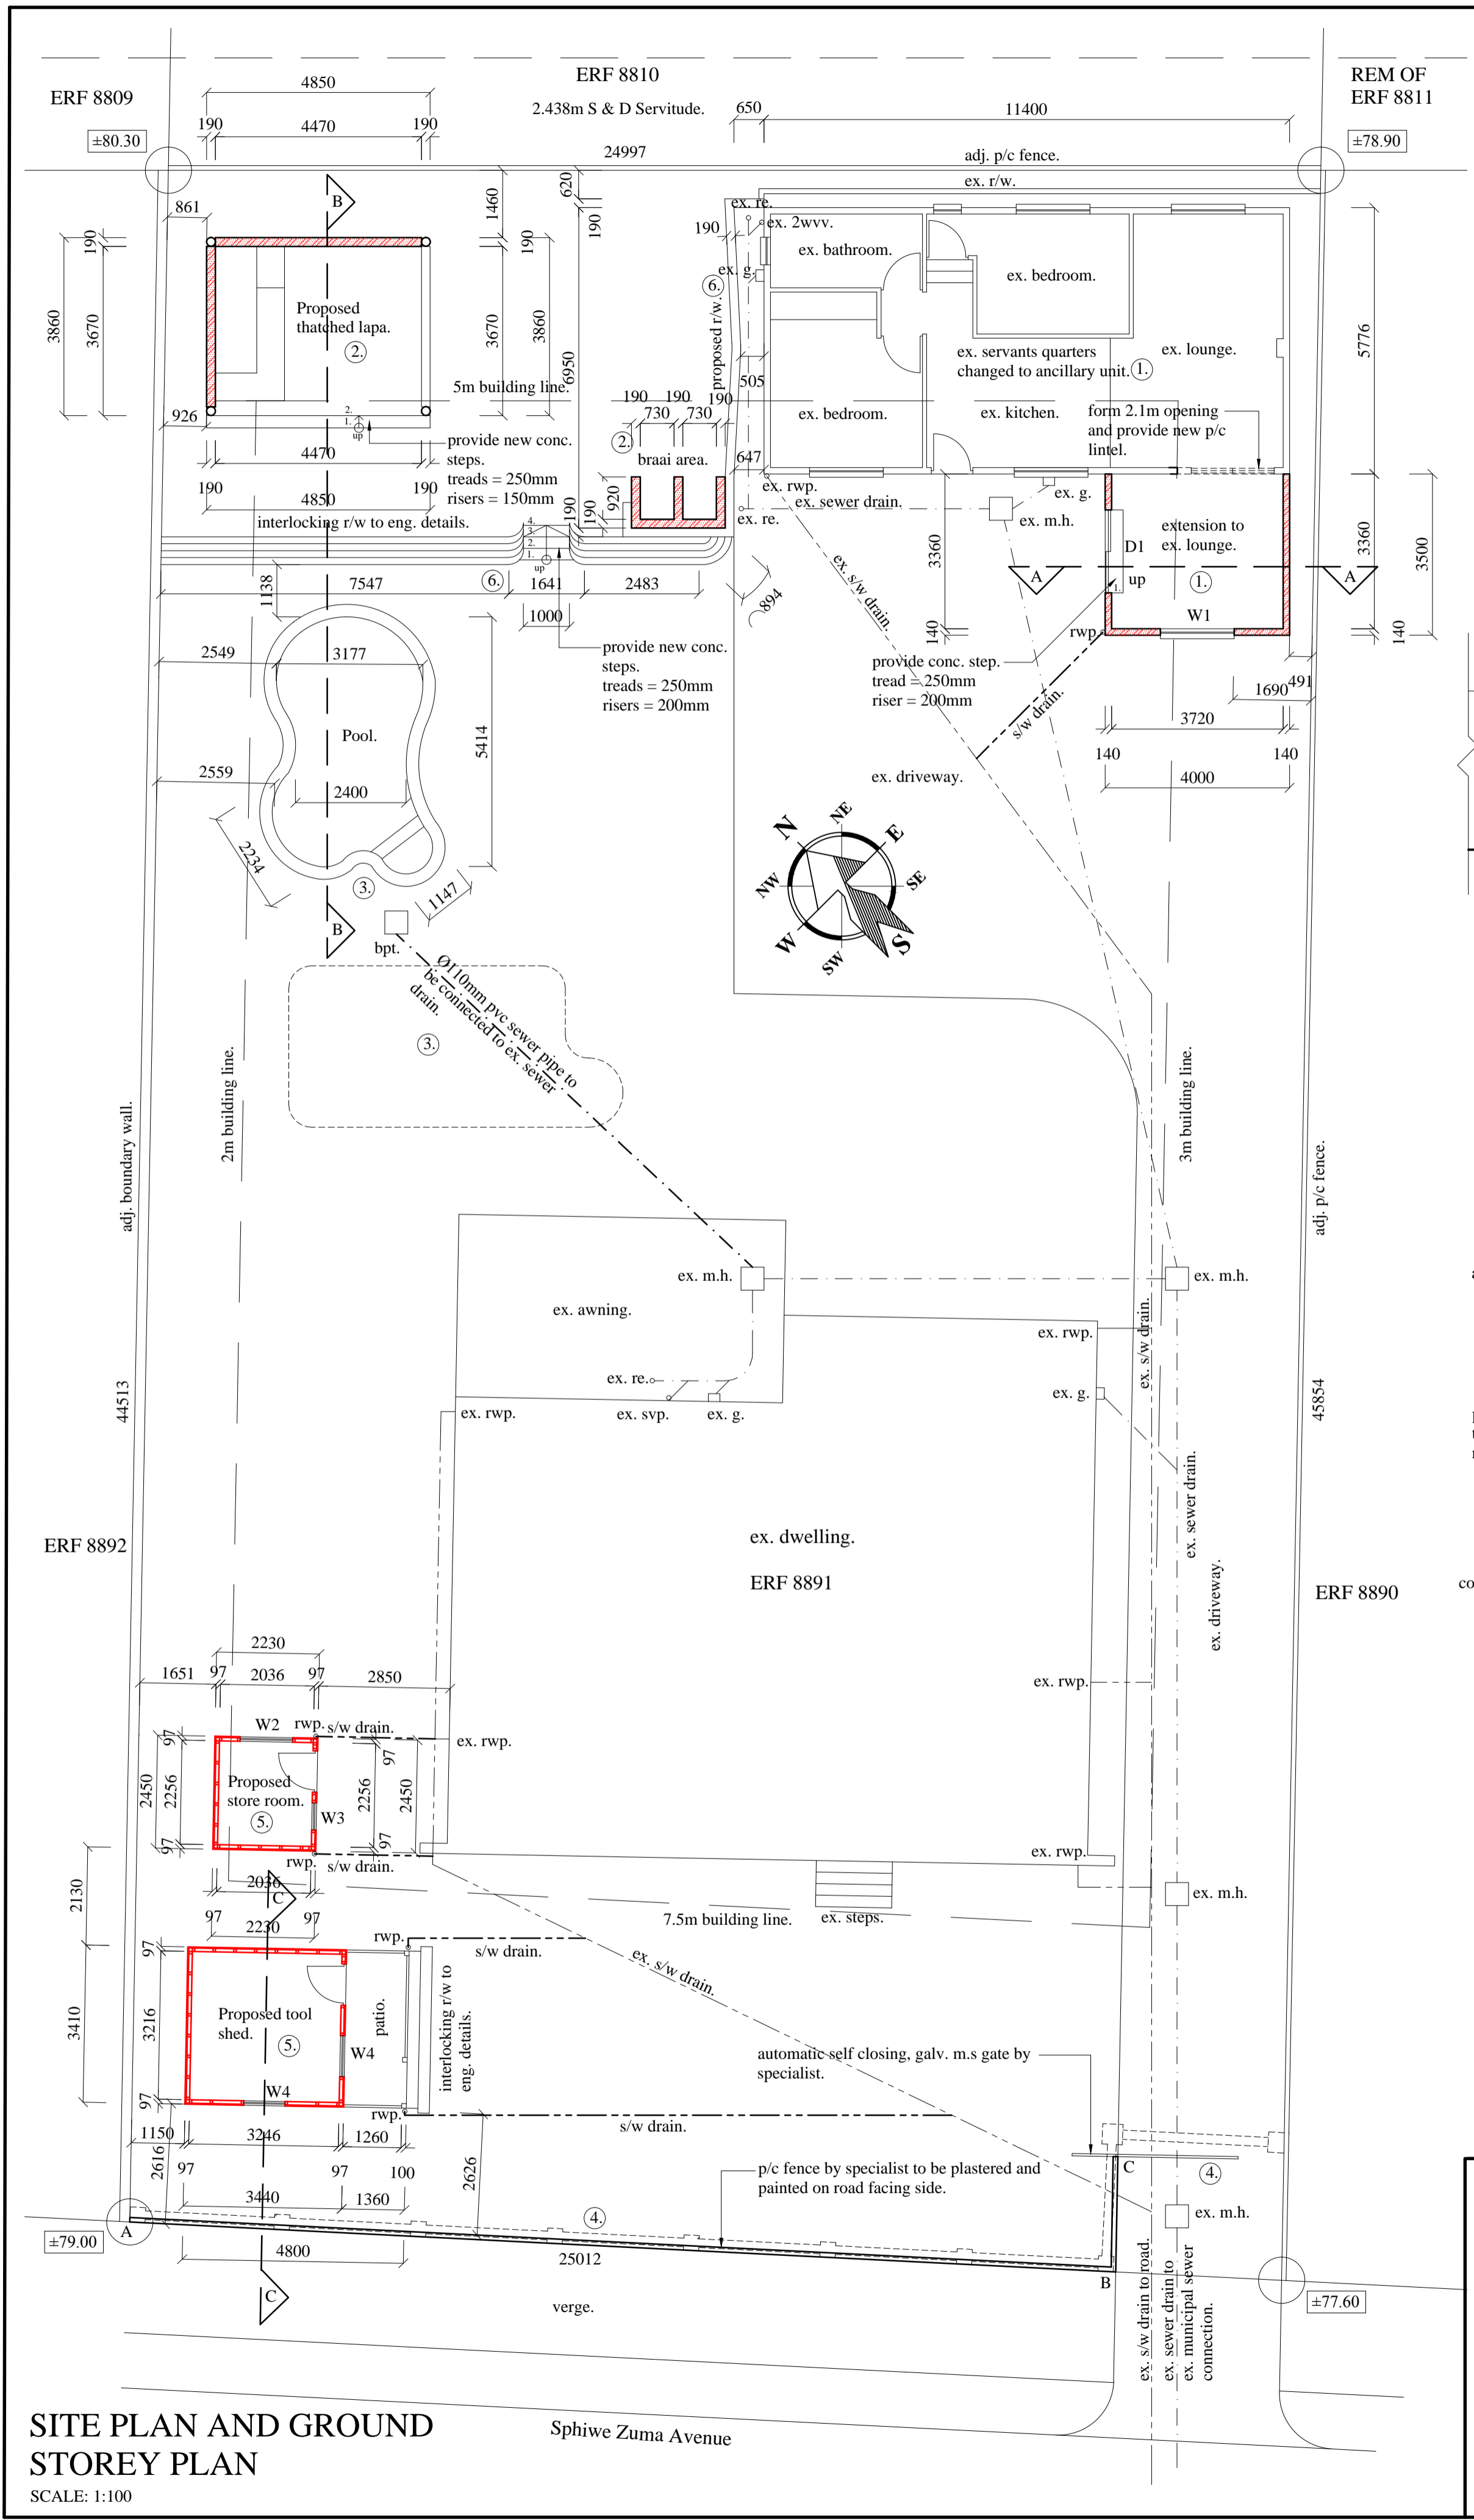 ERF 8809
ERF 8810
REM OF
ERF 8811
2.438m S & D Servitude.
4850
190
4470
190
650
11400
±80.30
±78.90
24997
adj. p/c fence.
ex. r/w.
861
B
1460
620
190
190
ex. re.
ex. 2wvv.
190
ex. bathroom.
ex. g.
6.
ex. bedroom.
190
3860
3670
Proposed
thatched lapa.
2.
3670
3860
6950
proposed r/w.
505
ex. servants quarters
changed to ancillary unit.
1.
ex. lounge.
5776
5m building line.
926
2.
1.
up
190
190
190
730
730
ex. bedroom.
ex. kitchen.
form 2.1m opening
and provide new p/c
lintel.
4470
190
190
4850
provide new conc.
steps.
treads = 250mm
risers = 150mm
2.
braai area.
647
920
190
190
ex. rwp.
ex. sewer drain.
ex. re.
ex. g.
ex. m.h.
interlocking r/w to eng. details.
4.
3.
2.
1.
up
6.
7547
1641
2483
1000
894
1138
3360
140
D1
up
1.
extension to
ex. lounge.
1.
A
A
W1
rwp.
3360
3500
140
ex. s/w drain.
2549
3177
provide new conc.
steps.
treads = 250mm
risers = 200mm
provide conc. step.
tread = 250mm
riser = 200mm
s/w drain.
1690
491
3720
140
140
4000
Pool.
5414
2559
2400
2234
3.
1147
B
bpt.
ex. driveway.
N
NE
E
SE
S
SW
W
NW
Ø110mm pvc sewer pipe to
be connected to ex. sewer
drain.
3.
2m building line.
3m building line.
adj. boundary wall.
adj. p/c fence.
ex. m.h.
ex. m.h.
ex. awning.
ex. rwp.
ex. s/w drain.
ex. re.
ex. svp.
ex. g.
ex. g.
ex. rwp.
44513
45854
ex. sewer drain.
ERF 8892
ex. dwelling.
ERF 8891
ERF 8890
co
ex. driveway.
2230
1651
97
2036
97
2850
ex. rwp.
W2
rwp.
s/w drain.
ex. rwp.
97
2450
2256
97
Proposed
store room.
5.
W3
97
2256
97
2450
rwp.
s/w drain.
ex. rwp.
2036
C
2130
97
2230
97
7.5m building line.
ex. steps.
ex. m.h.
rwp.
s/w drain.
ex. s/w drain.
97
3410
3216
97
Proposed tool
shed.
5.
W4
W4
patio.
interlocking r/w to
eng. details.
automatic self closing, galv. m.s gate by
specialist.
rwp.
s/w drain.
1150
3246
1260
2616
97
97
100
2626
3440
1360
p/c fence by specialist to be plastered and
painted on road facing side.
C
4.
4.
ex. m.h.
A
±79.00
4800
25012
B
±77.60
C
verge.
ex. s/w drain to road.
ex. sewer drain to
ex. municipal sewer
connection.
Sphiwe Zuma Avenue
SITE PLAN AND GROUND
STOREY PLAN
SCALE: 1:100